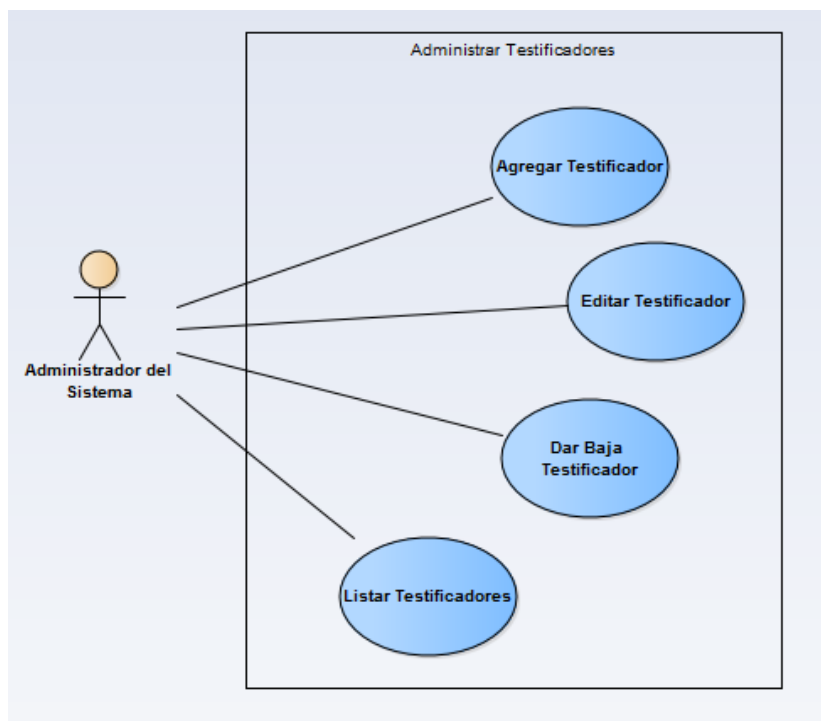 Administrar Testificadores
Agregar Testificador
Editar Testificador
Administrador del
Sistema
Dar Baja
Testificador
Listar Testificadores